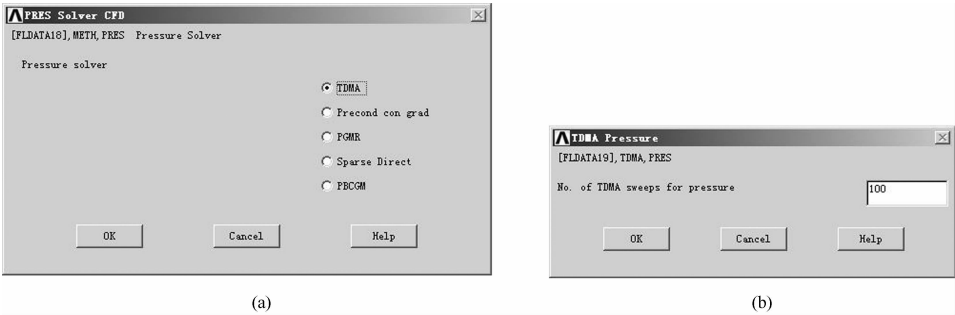 PRES Solver CFD
[FLDATA18],METH,PRES Pressure Solver
Pressure solver
TDMA
Precond con grad
PGMR
Sparse Direct
PBCGM
OK Cancel Help
(a)
TDMA Pressure
[FLDATA19],TDMA,PRES
No. of TDMA sweeps for pressure 100
OK Cancel Help
(b)